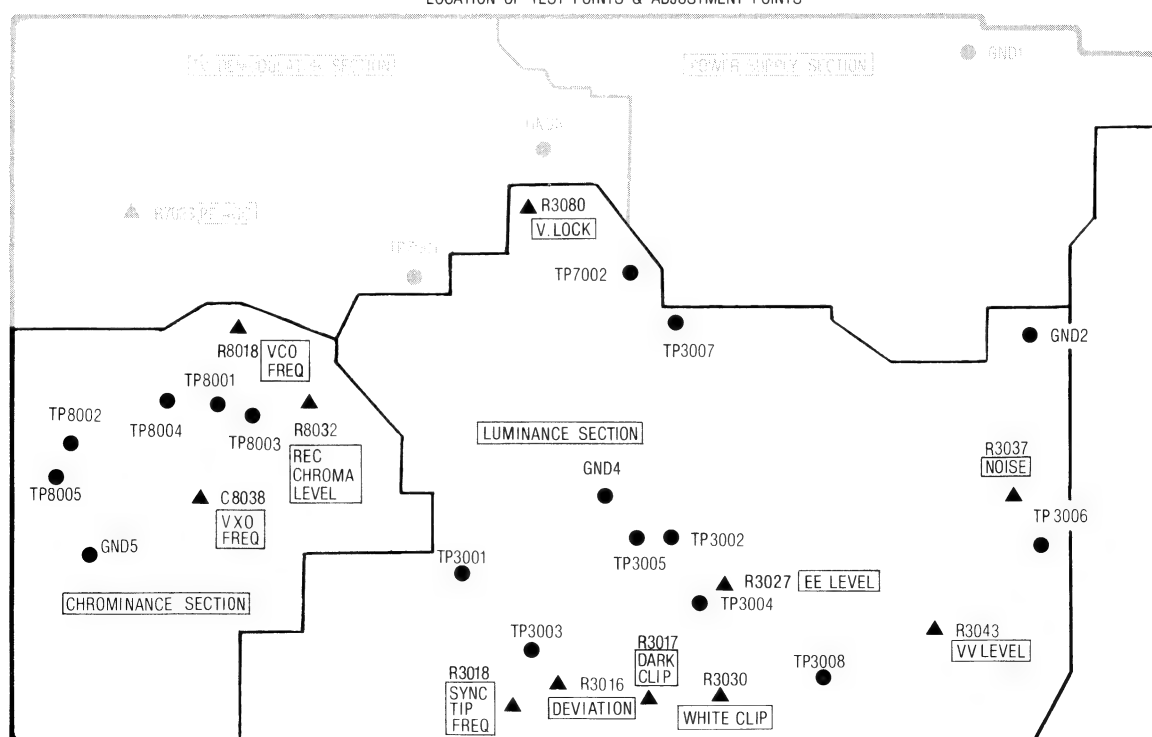 LOCATION OF TEST POINTS & ADJUSTMENT POINTS
POWER SUPPLY SECTION
GND1
R3080
V.LOCK
TP7002
TP3007
GND2
R8018
VCO
FREQ
TP8001
TP8002
TP8004
TP8003
R8032
REC
CHROMA
LEVEL
TP8005
C8038
VXO
FREQ
GND5
CHROMINANCE SECTION
LUMINANCE SECTION
GND4
R3037
NOISE
TP3006
TP3001
TP3005
TP3002
R3027
EE LEVEL
TP3004
R3043
VV LEVEL
TP3003
R3017
DARK
CLIP
TP3008
R3018
SYNC
TIP
FREQ
R3016
DEVIATION
R3030
WHITE CLIP